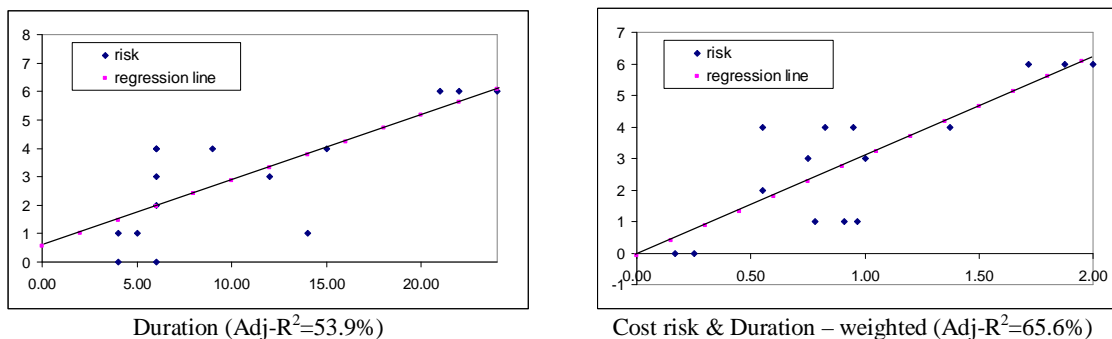 8
7
6
5
4
3
2
1
0
risk
regression line
0.00 5.00 10.00 15.00 20.00
Duration (Adj-R²=53.9%)
7
6
5
4
3
2
1
0
-1
risk
regression line
0.00 0.50 1.00 1.50 2.00
Cost risk & Duration – weighted (Adj-R²=65.6%)